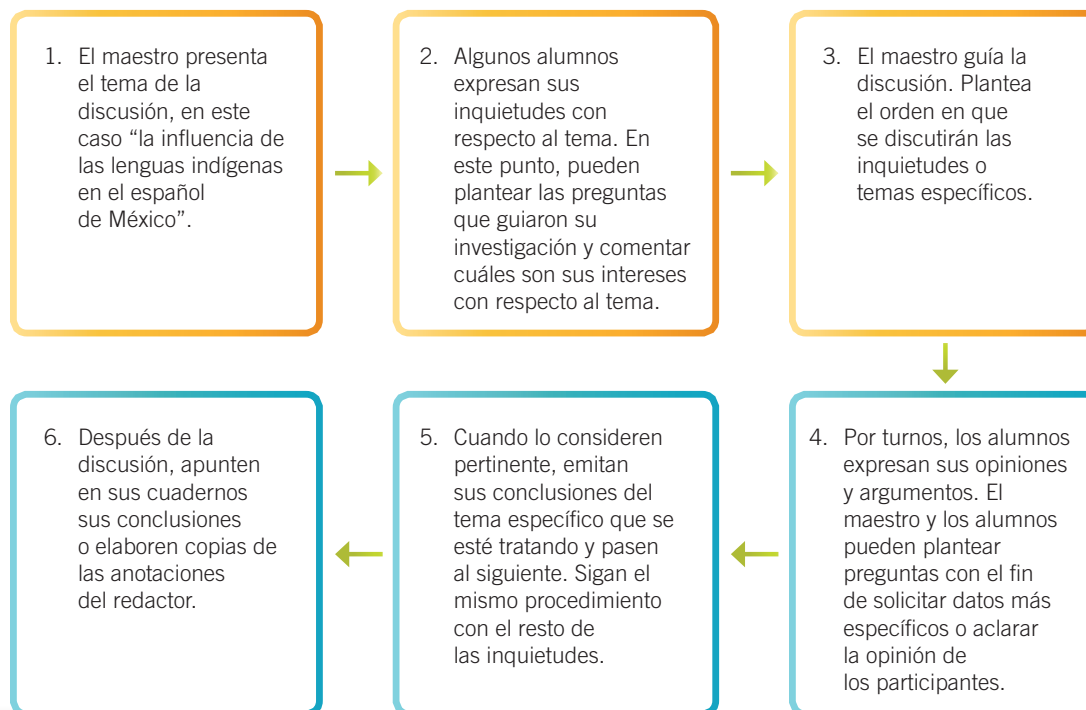 1. El maestro presenta
el tema de la
discusión, en este
caso “la influencia de
las lenguas indígenas
en el español
de México”.
2. Algunos alumnos
expresan sus
inquietudes con
respecto al tema. En
este punto, pueden
plantear las preguntas
que guiaron su
investigación y comentar
cuáles son sus intereses
con respecto al tema.
3. El maestro guía la
discusión. Plantea
el orden en que
se discutirán las
inquietudes o
temas específicos.
4. Por turnos, los alumnos
expresan sus opiniones
y argumentos. El
maestro y los alumnos
pueden plantear
preguntas con el fin
de solicitar datos más
específicos o aclarar
la opinión de
los participantes.
5. Cuando lo consideren
pertinente, emitan
sus conclusiones del
tema específico que se
esté tratando y pasen
al siguiente. Sigan el
mismo procedimiento
con el resto de
las inquietudes.
6. Después de la
discusión, apunten
en sus cuadernos
sus conclusiones
o elaboren copias de
las anotaciones
del redactor.